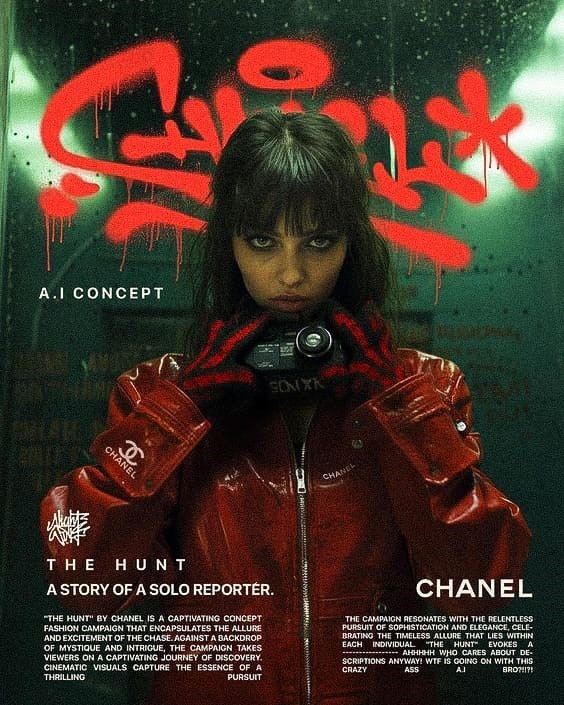 A.I CONCEPT
CHANEL
CHANEL
THE HUNT
A STORY OF A SOLO REPORTÉR.
"THE HUNT" BY CHANEL IS A CAPTIVATING CONCEPT
FASHION CAMPAIGN THAT ENCAPSULATES THE ALLURE
AND EXCITEMENT OF THE CHASE. AGAINST A BACKDROP
OF MYSTIQUE AND INTRIGUE, THE CAMPAIGN TAKES
VIEWERS ON A CAPTIVATING JOURNEY OF DISCOVERY.
CINEMATIC VISUALS CAPTURE THE ESSENCE OF A
THRILLING PURSUIT
CHANEL
THE CAMPAIGN RESONATES WITH THE RELENTLESS
PURSUIT OF SOPHISTICATION AND ELEGANCE, CELE-
BRATING THE TIMELESS ALLURE THAT LIES WITHIN
EACH INDIVIDUAL. "THE HUNT" EVOKES A
----------------- AHHHHH WHO CARES ABOUT DE-
SCRIPTIONS ANYWAY! WTF IS GOING ON WITH THIS
CRAZY ASS A.I BRO?!?!